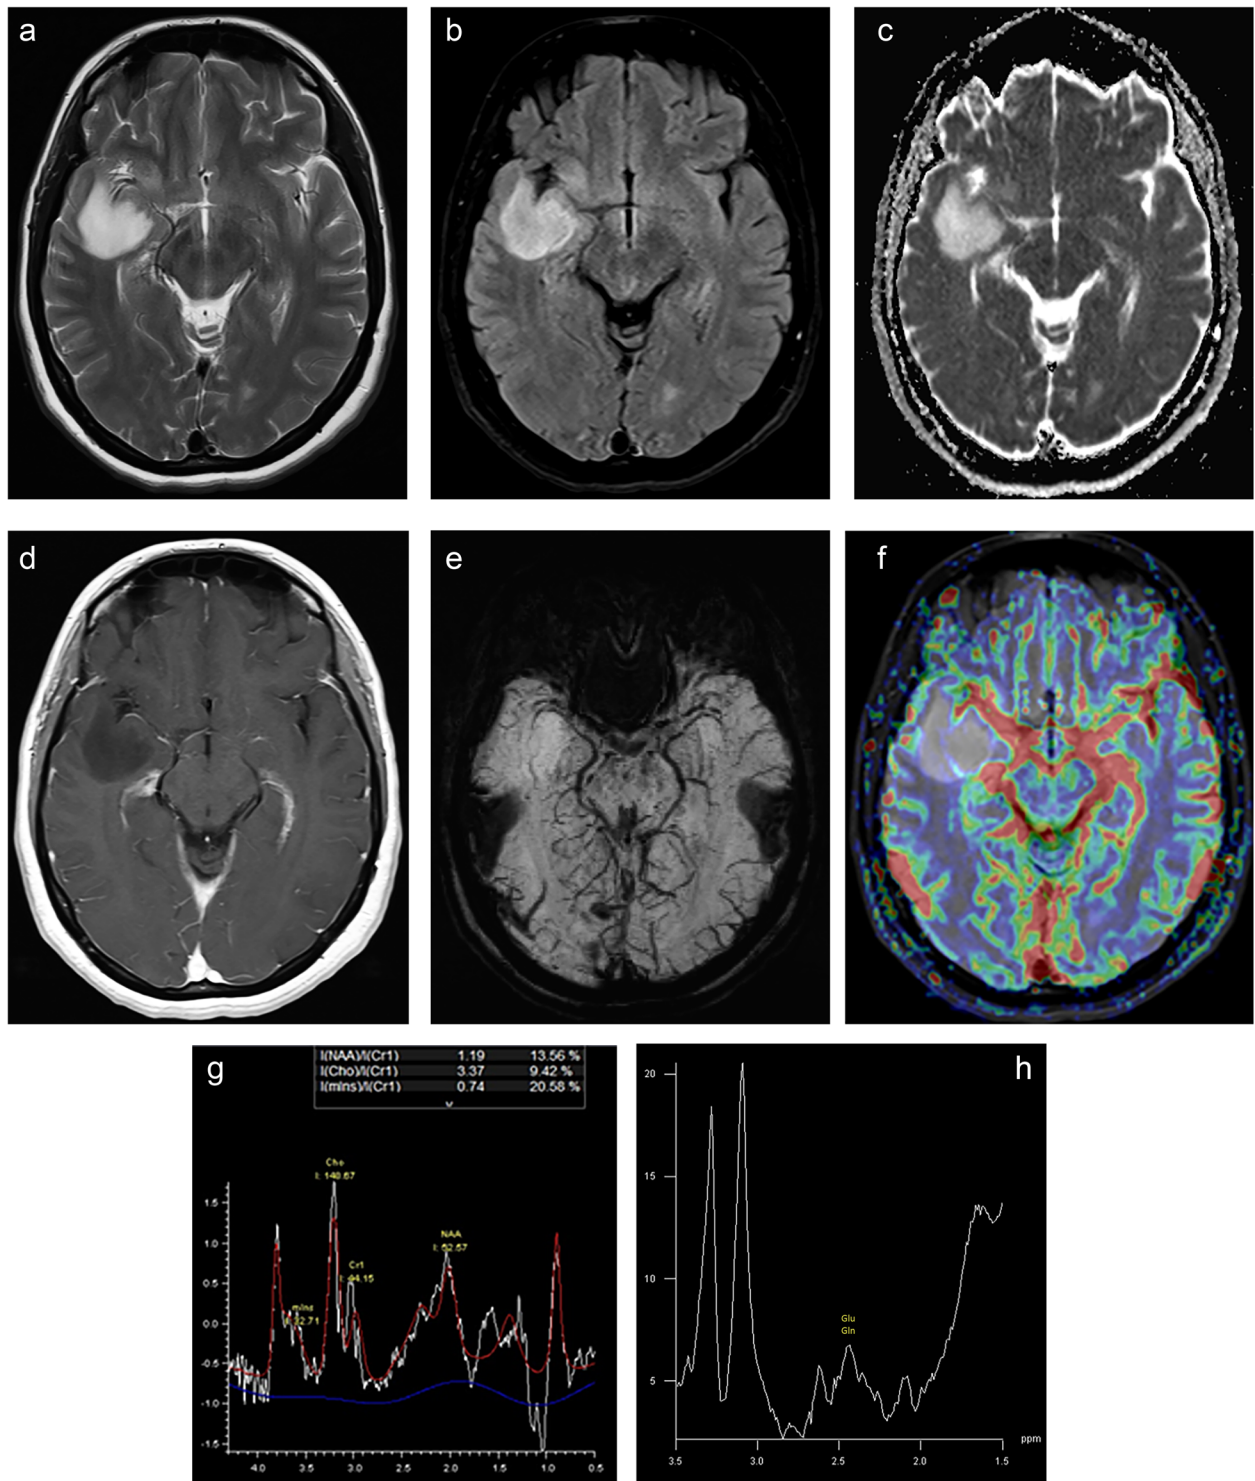 a
b
c
d
e
f
g
I(NAA)/I(Cr1) 1.19 13.56 %
I(Cho)/I(Cr1) 3.37 9.42 %
I(mIns)/I(Cr1) 0.74 20.58 %
Cho
I: 148.67
NAA
I: 52.57
Cr1
I: 44.15
mIns
I: 32.71
1.5
1.0
0.5
0.0
-0.5
-1.0
-1.5
4.0 3.5 3.0 2.5 2.0 1.5 1.0 0.5
h
20
15
10
5
Glu
Gln
ppm
3.5 3.0 2.5 2.0 1.5